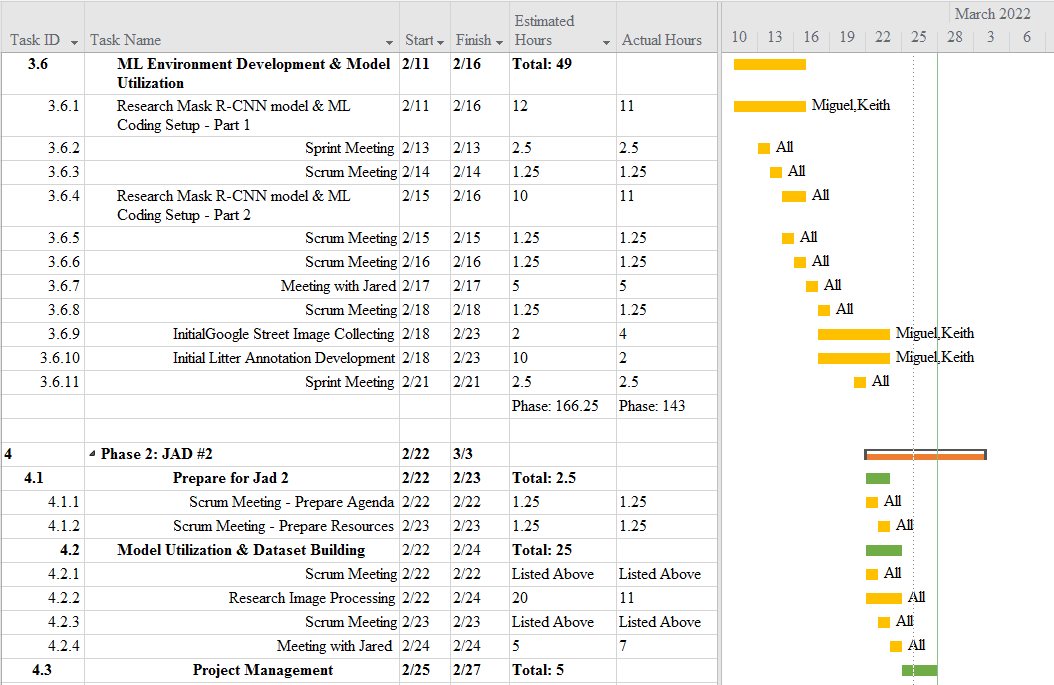 March 2022
Task ID Task Name Start Finish Estimated Hours Actual Hours 10 13 16 19 22 25 28 3 6
3.6 ML Environment Development & Model Utilization 2/11 2/16 Total: 49
3.6.1 Research Mask R-CNN model & ML Coding Setup - Part 1 2/11 2/16 12 11 Miguel,Keith
3.6.2 Sprint Meeting 2/13 2/13 2.5 2.5 All
3.6.3 Scrum Meeting 2/14 2/14 1.25 1.25 All
3.6.4 Research Mask R-CNN model & ML Coding Setup - Part 2 2/15 2/16 10 11 All
3.6.5 Scrum Meeting 2/15 2/15 1.25 1.25 All
3.6.6 Scrum Meeting 2/16 2/16 1.25 1.25 All
3.6.7 Meeting with Jared 2/17 2/17 5 5 All
3.6.8 Scrum Meeting 2/18 2/18 1.25 1.25 All
3.6.9 InitialGoogle Street Image Collecting 2/18 2/23 2 4 Miguel,Keith
3.6.10 Initial Litter Annotation Development 2/18 2/23 10 2 Miguel,Keith
3.6.11 Sprint Meeting 2/21 2/21 2.5 2.5 All
Phase: 166.25 Phase: 143
4 Phase 2: JAD #2 2/22 3/3
4.1 Prepare for Jad 2 2/22 2/23 Total: 2.5
4.1.1 Scrum Meeting - Prepare Agenda 2/22 2/22 1.25 1.25 All
4.1.2 Scrum Meeting - Prepare Resources 2/23 2/23 1.25 1.25 All
4.2 Model Utilization & Dataset Building 2/22 2/24 Total: 25
4.2.1 Scrum Meeting 2/22 2/22 Listed Above Listed Above All
4.2.2 Research Image Processing 2/22 2/24 20 11 All
4.2.3 Scrum Meeting 2/23 2/23 Listed Above Listed Above All
4.2.4 Meeting with Jared 2/24 2/24 5 7 All
4.3 Project Management 2/25 2/27 Total: 5